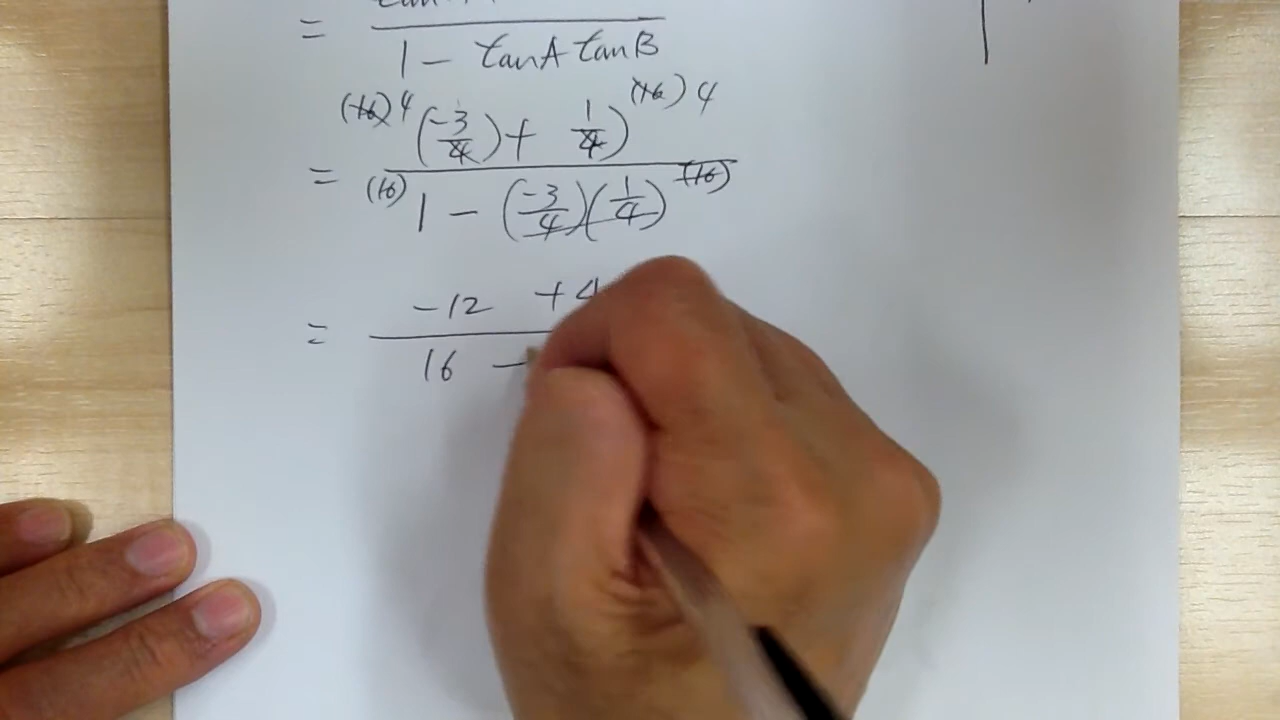 =
1 - tanA tanB
(16) 4 (-3/4) + 1/4) (16) 4
= (16) 1 - (-3/4)(1/4) (16)
= -12 + 4
16 -